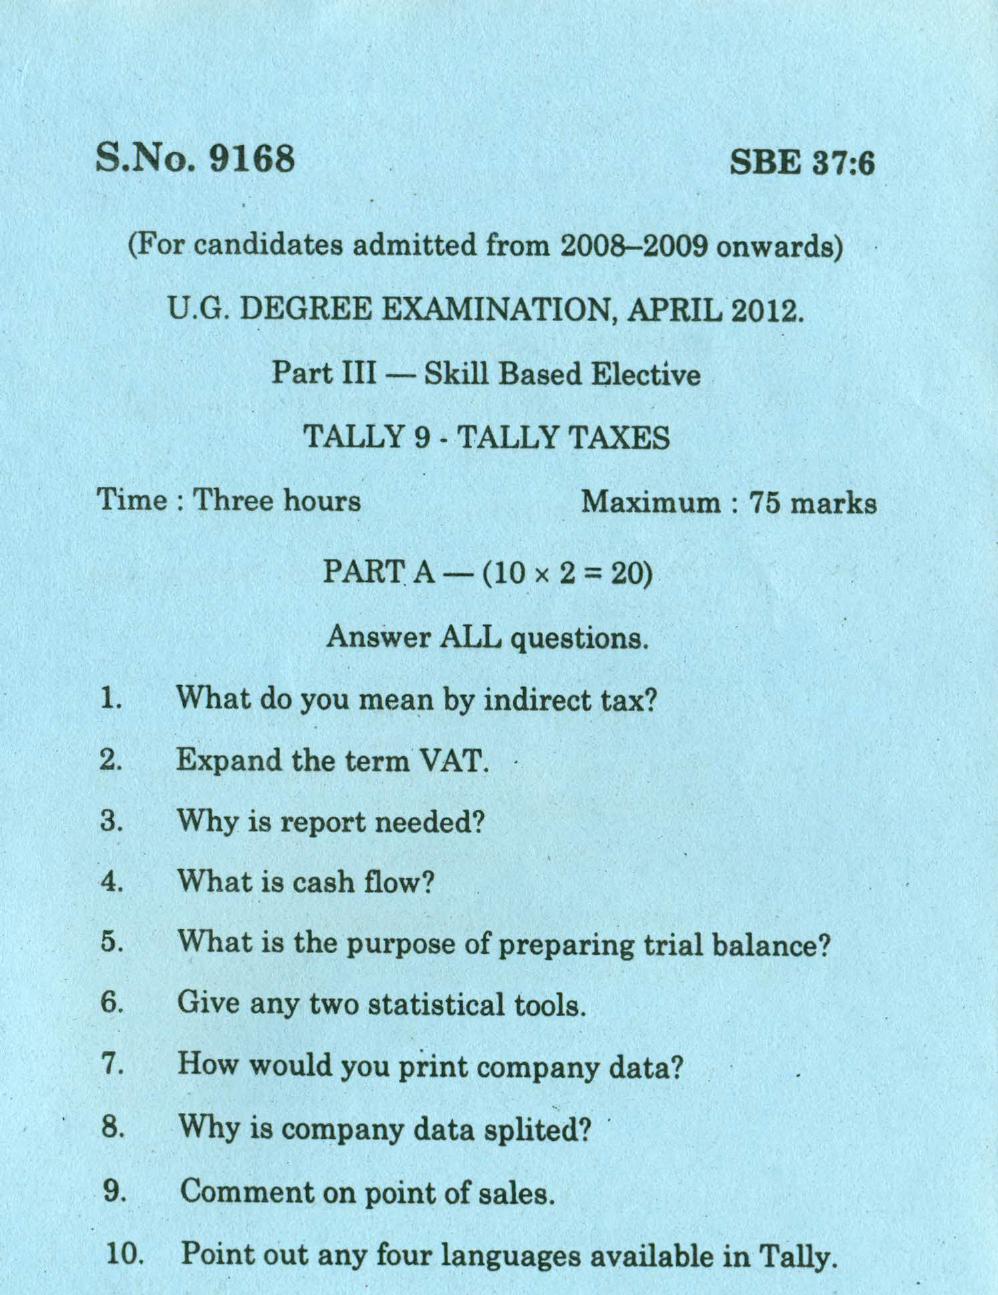 S.No. 9168 SBE 37:6
(For candidates admitted from 2008–2009 onwards)
U.G. DEGREE EXAMINATION, APRIL 2012.
Part III — Skill Based Elective
TALLY 9 - TALLY TAXES
Time : Three hours Maximum : 75 marks
PART A — (10 × 2 = 20)
Answer ALL questions.
1. What do you mean by indirect tax?
2. Expand the term VAT.
3. Why is report needed?
4. What is cash flow?
5. What is the purpose of preparing trial balance?
6. Give any two statistical tools.
7. How would you print company data?
8. Why is company data splited?
9. Comment on point of sales.
10. Point out any four languages available in Tally.